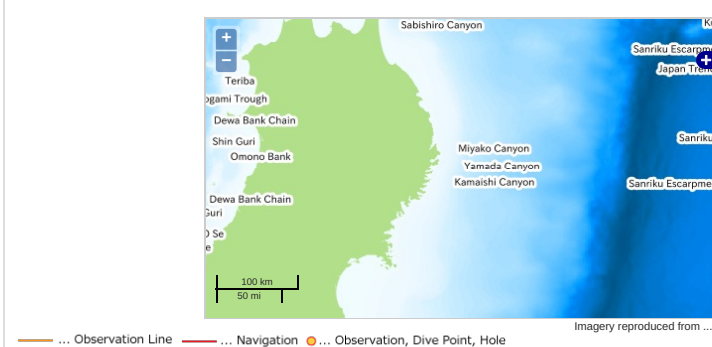 Sabishiro Canyon
+
−
Sanriku Escarpme
Japan Tren
Teriba
ogami Trough
Dewa Bank Chain
Shin Guri
Omono Bank
Miyako Canyon
Yamada Canyon
Kamaishi Canyon
Sanriku
Sanriku Escarpme
Dewa Bank Chain
Guri
O Se
e
100 km
50 mi
Imagery reproduced from ...
... Observation Line ... Navigation ... Observation, Dive Point, Hole